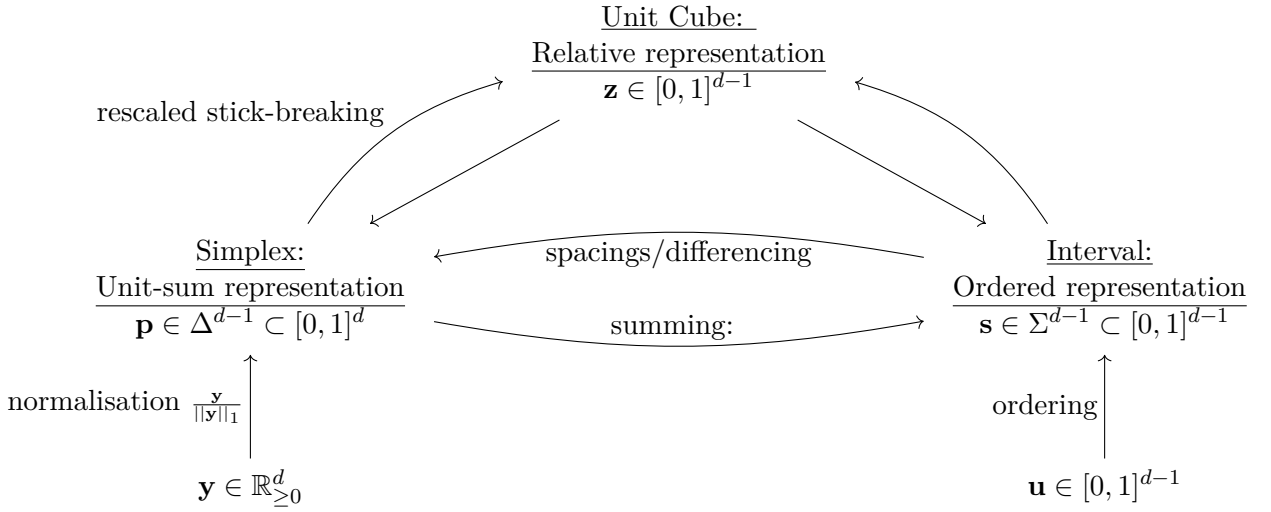 Unit Cube:
Relative representation
𝐳 ∈ [0, 1]^{d−1}
rescaled stick-breaking
Simplex:
Unit-sum representation
𝐩 ∈ Δ^{d−1} ⊂ [0, 1]^d
spacings/differencing
summing:
Interval:
Ordered representation
𝐬 ∈ Σ^{d−1} ⊂ [0, 1]^{d−1}
normalisation 𝐲/||𝐲||₁
ordering
𝐲 ∈ ℝ^d_{≥0}
𝐮 ∈ [0, 1]^{d−1}